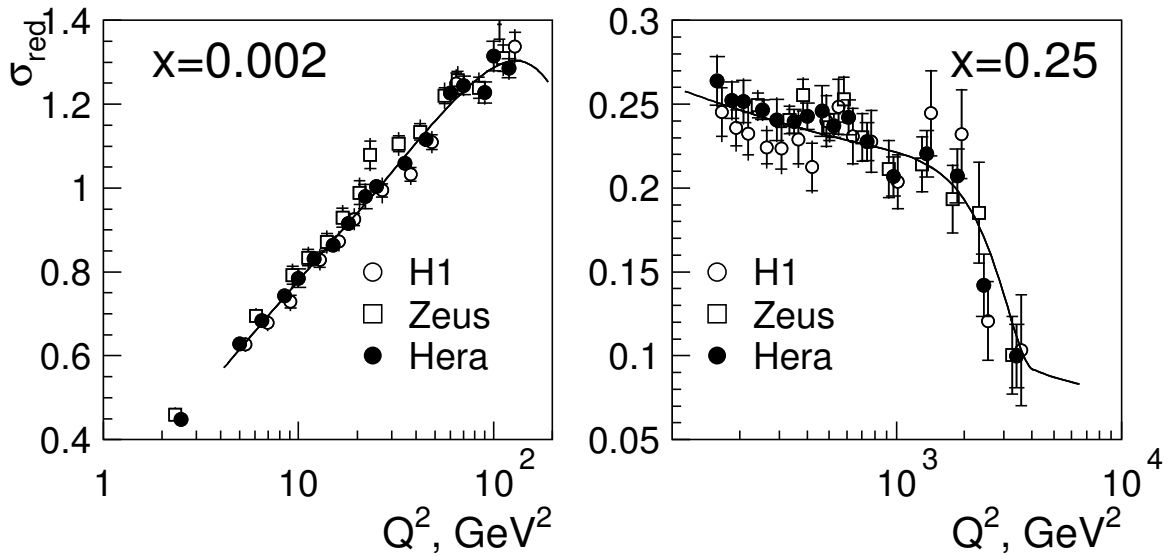 σred.
x=0.002
1.4
1.2
1
0.8
0.6
0.4
H1
Zeus
Hera
1
10
10^2
Q^2, GeV^2
x=0.25
0.3
0.25
0.2
0.15
0.1
0.05
H1
Zeus
Hera
10^3
10^4
Q^2, GeV^2